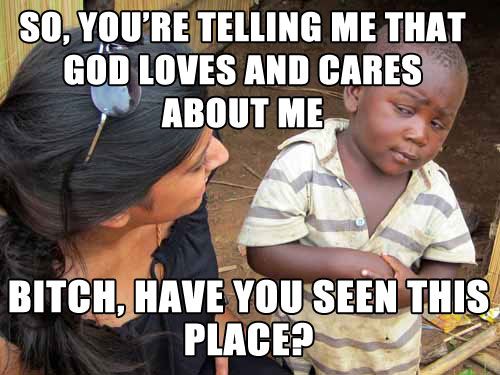 SO, YOU'RE TELLING ME THAT
GOD LOVES AND CARES
ABOUT ME
BITCH, HAVE YOU SEEN THIS
PLACE?